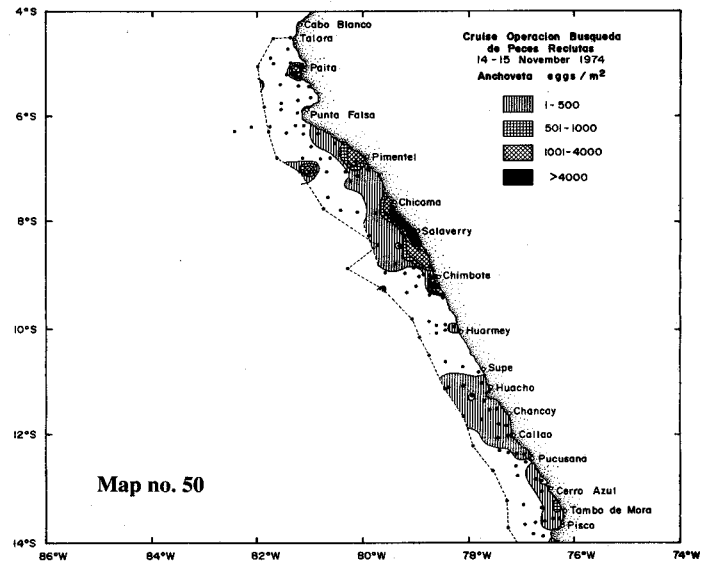 4°S
Cabo Blanco
Talara
Cruise Operacion Busqueda
de Peces Reclutas
14-15 November 1974
Anchoveta eggs/m²
Paita
1-500
6°S
Punta Falsa
501-1000
Pimentel
1001-4000
>4000
Chicama
8°S
Salaverry
Chimbote
10°S
Huarmey
Supe
Huacho
Chancay
12°S
Callao
Pucusana
Map no. 50
Cerro Azul
Tambo de Mora
Pisco
14°S
86°W
84°W
82°W
80°W
78°W
76°W
74°W